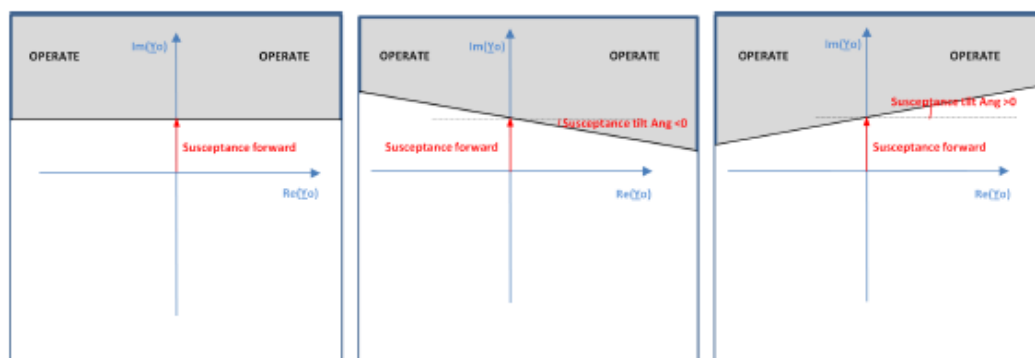 Im(Yo)
OPERATE
OPERATE
Susceptance forward
Re(Yo)
Im(Yo)
OPERATE
OPERATE
Susceptance tilt Ang <0
Susceptance forward
Re(Yo)
Im(Yo)
OPERATE
OPERATE
Susceptance tilt Ang >0
Susceptance forward
Re(Yo)